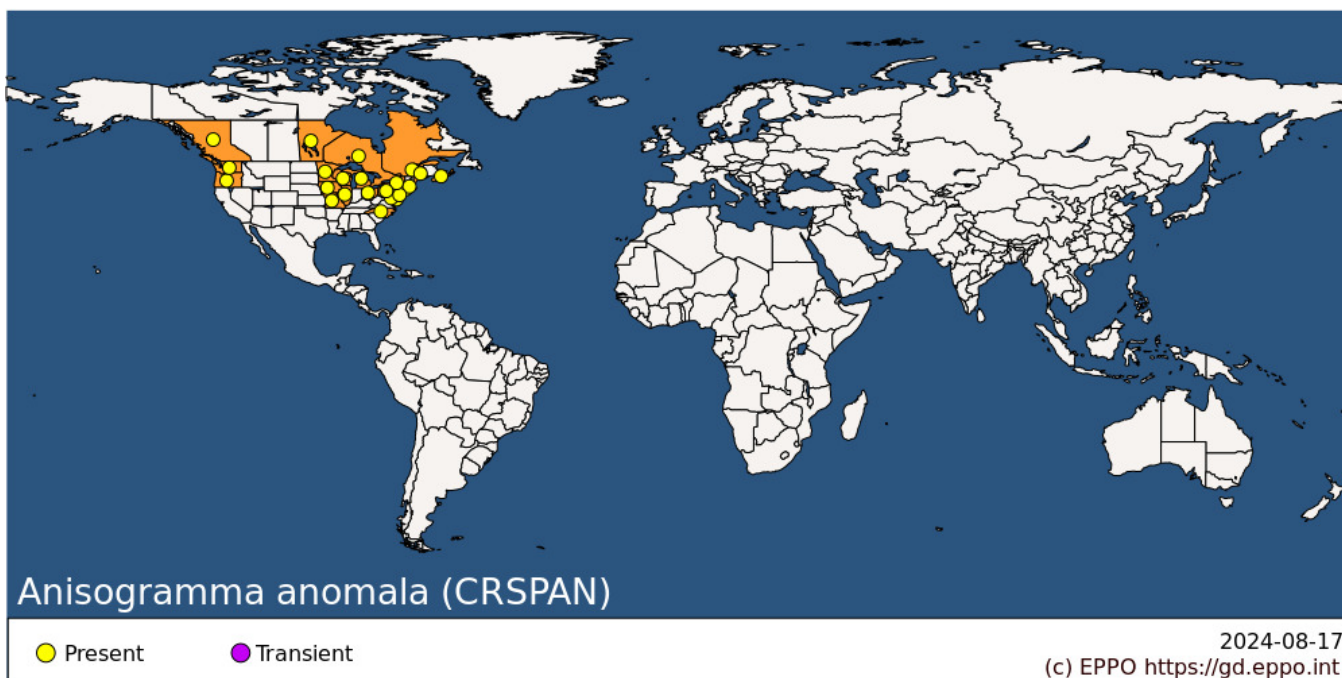 Anisogramma anomala (CRSPAN)
Present
Transient
2024-08-17
(c) EPPO https://gd.eppo.int